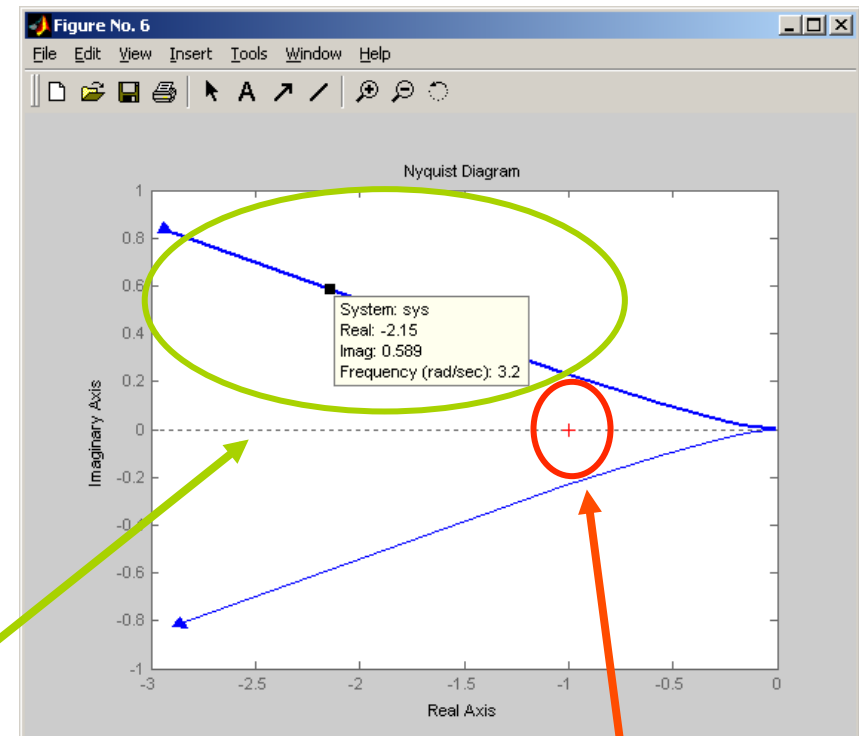 Figure No. 6
File Edit View Insert Tools Window Help
Nyquist Diagram
1
0.8
0.6
0.4
0.2
0
-0.2
-0.4
-0.6
-0.8
-1
Imaginary Axis
System: sys
Real: -2.15
Imag: 0.589
Frequency (rad/sec): 3.2
-3 -2.5 -2 -1.5 -1 -0.5 0
Real Axis